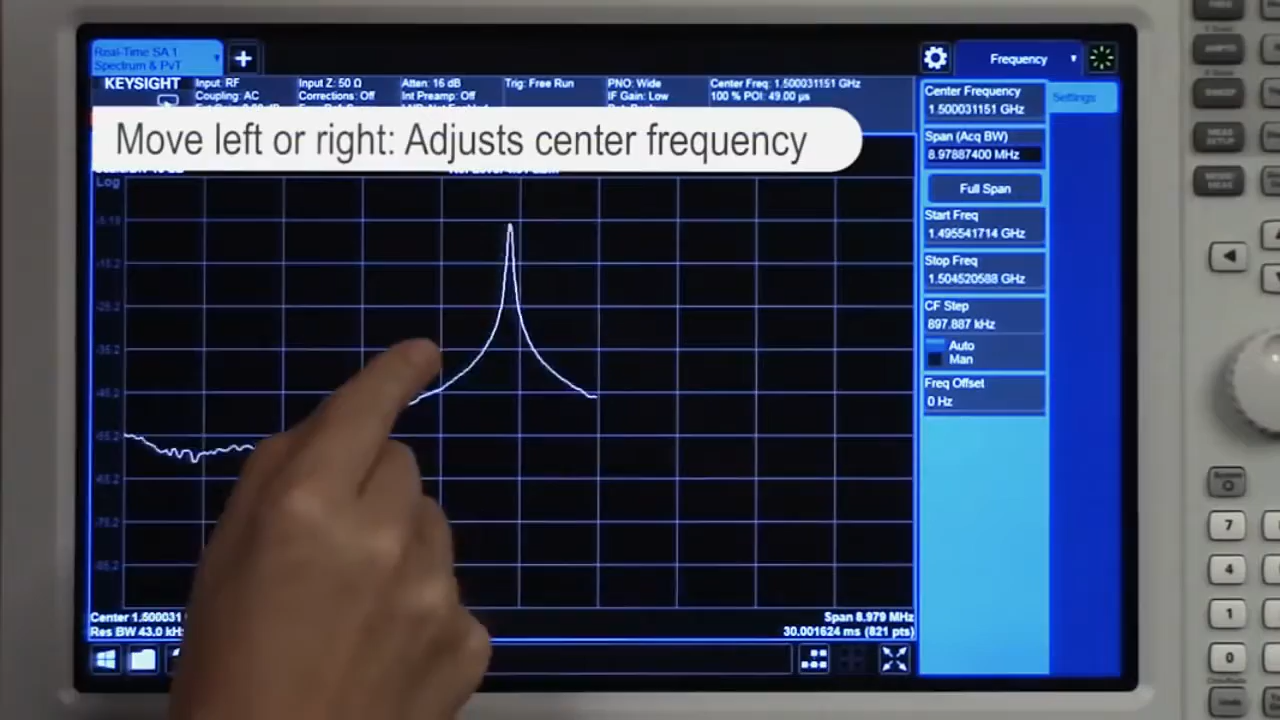 Real-Time SA 1
Spectrum & PvT
+
Frequency
KEYSIGHT
Input: RF
Coupling: AC
Input Z: 50 Ω
Corrections: Off
Atten: 16 dB
Int Preamp: Off
Trig: Free Run
PNO: Wide
IF Gain: Low
Center Freq: 1.500031151 GHz
100 % POI: 49.00 µs
Move left or right: Adjusts center frequency
Log
Center Frequency
1.500031151 GHz
Settings
Span (Acq BW)
8.97887400 MHz
Full Span
Start Freq
1.495541714 GHz
Stop Freq
1.504520588 GHz
CF Step
897.887 kHz
Auto
Man
Freq Offset
0 Hz
-15.2
-25.2
-35.2
-45.2
-55.2
-65.2
-75.2
-85.2
Center 1.500031
Res BW 43.0 kHz
Span 8.979 MHz
30.001624 ms (821 pts)
7
4
1
0